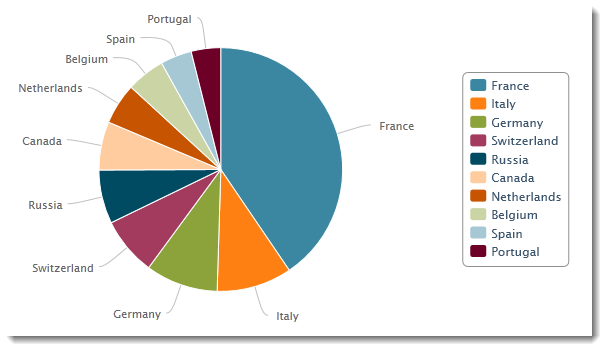 Portugal
Spain
Belgium
Netherlands
Canada
Russia
Switzerland
Germany
Italy
France
France
Italy
Germany
Switzerland
Russia
Canada
Netherlands
Belgium
Spain
Portugal